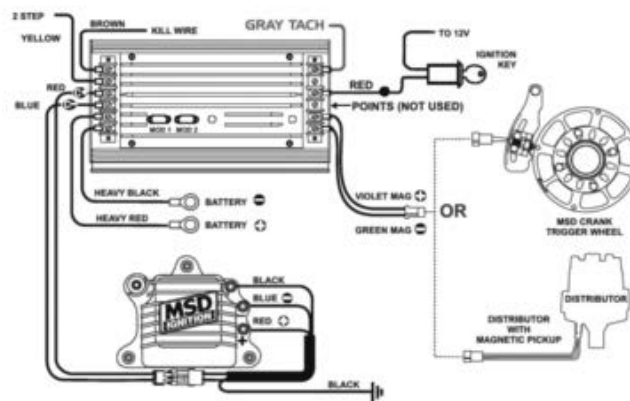 2 STEP
BROWN
KILL WIRE
GRAY TACH
YELLOW
TO 12V
IGNITION
KEY
RED
RED
BLUE
POINTS (NOT USED)
MOD 1 MOD 2
HEAVY BLACK
BATTERY -
HEAVY RED
BATTERY +
VIOLET MAG +
OR
GREEN MAG -
MSD CRANK
TRIGGER WHEEL
BLACK
BLUE -
RED +
MSD
IGNITION
+
DISTRIBUTOR
DISTRIBUTOR
WITH
MAGNETIC PICKUP
BLACK